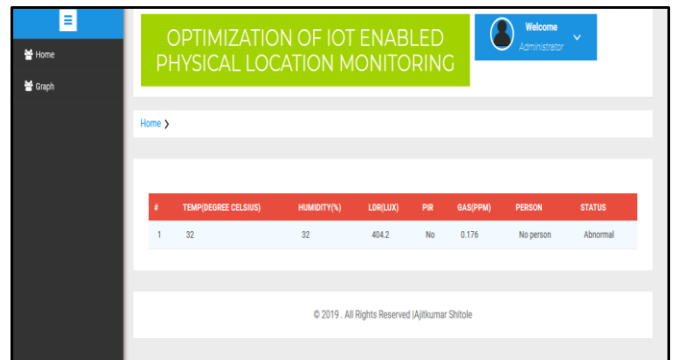 OPTIMIZATION OF IOT ENABLED
PHYSICAL LOCATION MONITORING
Welcome
Administrator
Home
Graph
Home ❯
# TEMP(DEGREE CELSIUS) HUMIDITY(%) LDR(LUX) PIR GAS(PPM) PERSON STATUS
1 32 32 404.2 No 0.176 No person Abnormal
© 2019 . All Rights Reserved |Ajitkumar Shitole